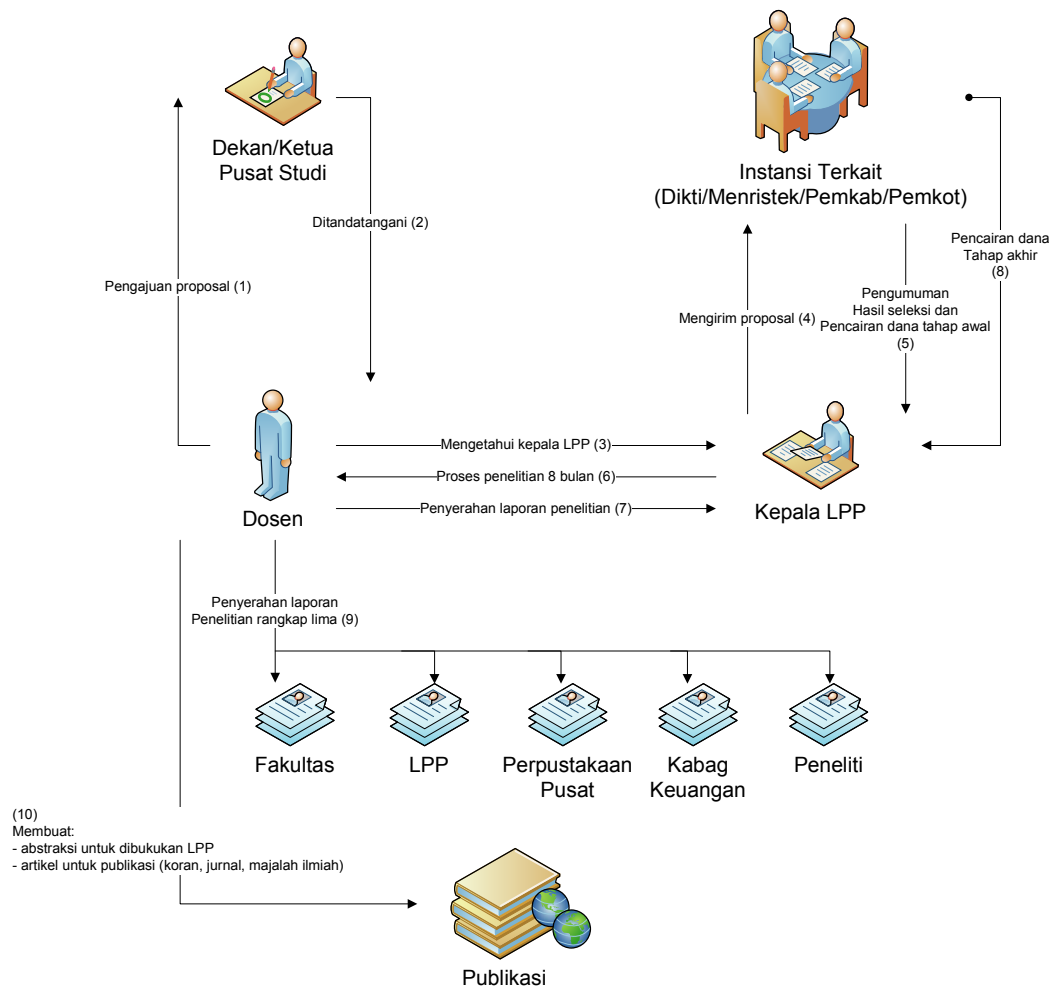 Dekan/Ketua
Pusat Studi
Instansi Terkait
(Dikti/Menristek/Pemkab/Pemkot)
Ditandatangani (2)
Pengajuan proposal (1)
Pencairan dana
Tahap akhir
(8)
Mengirim proposal (4)
Pengumuman
Hasil seleksi dan
Pencairan dana tahap awal
(5)
Mengetahui kepala LPP (3)
Proses penelitian 8 bulan (6)
Penyerahan laporan penelitian (7)
Dosen
Kepala LPP
Penyerahan laporan
Penelitian rangkap lima (9)
Fakultas
LPP
Perpustakaan
Pusat
Kabag
Keuangan
Peneliti
(10)
Membuat:
- abstraksi untuk dibukukan LPP
- artikel untuk publikasi (koran, jurnal, majalah ilmiah)
Publikasi